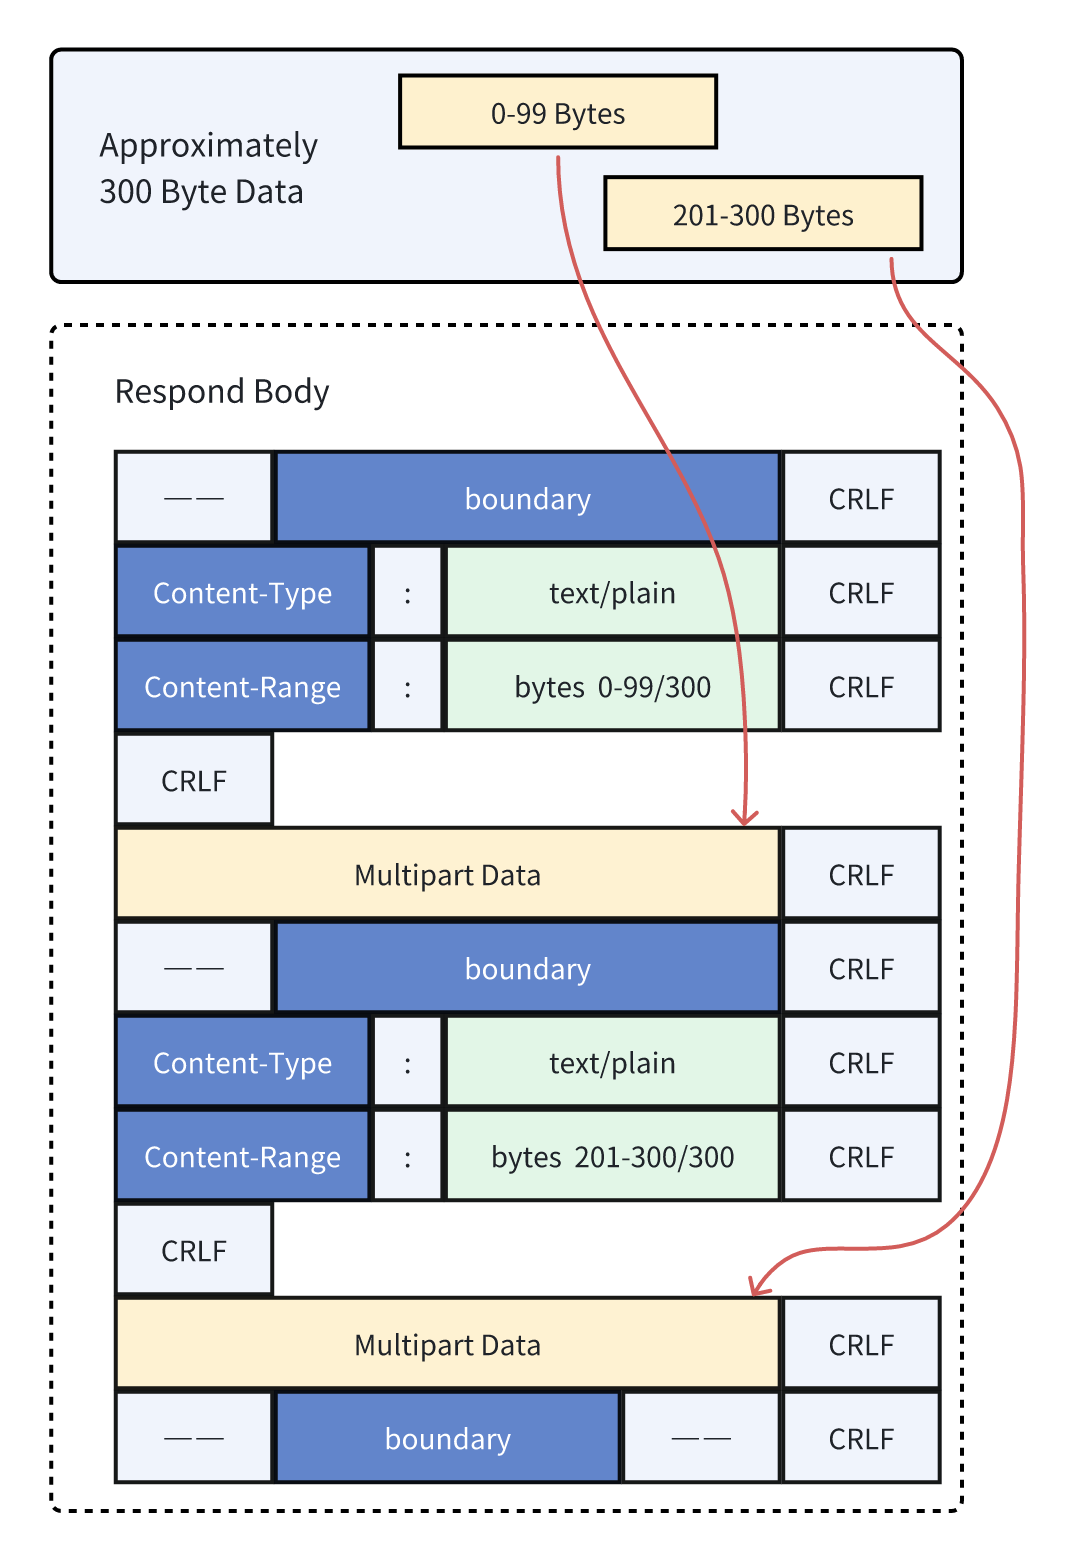 0-99 Bytes
Approximately
300 Byte Data
201-300 Bytes
Respond Body
—— boundary CRLF
Content-Type : text/plain CRLF
Content-Range : bytes 0-99/300 CRLF
CRLF
Multipart Data CRLF
—— boundary CRLF
Content-Type : text/plain CRLF
Content-Range : bytes 201-300/300 CRLF
CRLF
Multipart Data CRLF
—— boundary —— CRLF